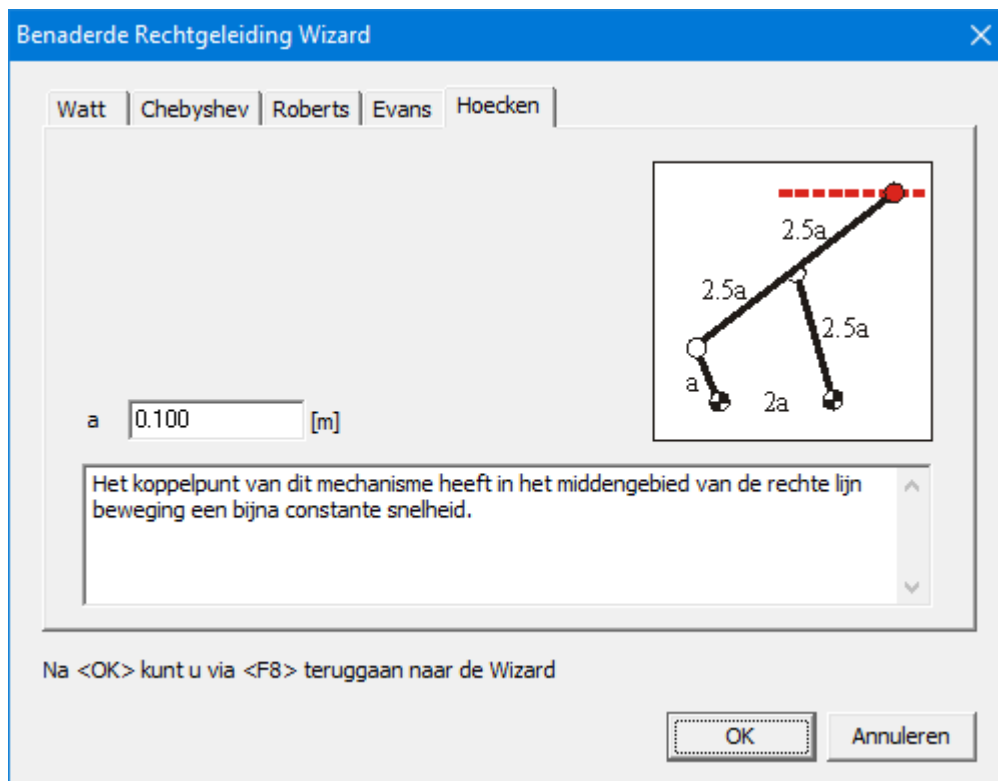 Benaderde Rechtgeleiding Wizard
Watt Chebyshev Roberts Evans Hoecken
2.5a
2.5a
2.5a
a
2a
a 0.100 [m]
Het koppelpunt van dit mechanisme heeft in het middengebied van de rechte lijn
beweging een bijna constante snelheid.
Na <OK> kunt u via <F8> teruggaan naar de Wizard
OK Annuleren